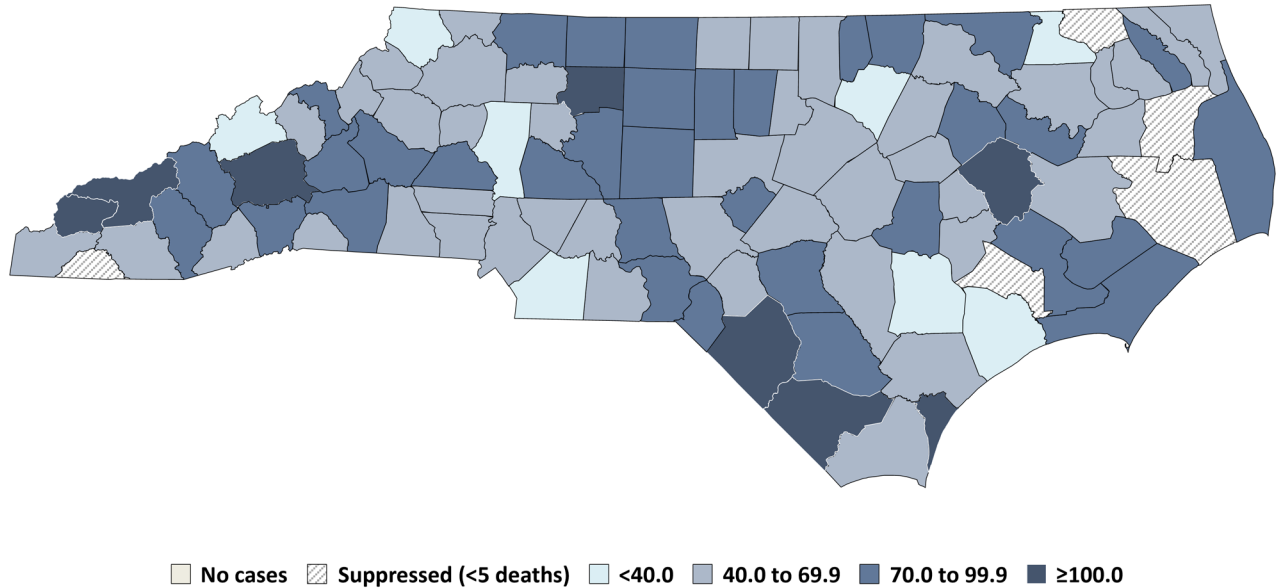 No cases Suppressed (<5 deaths) <40.0 40.0 to 69.9 70.0 to 99.9 ≥100.0